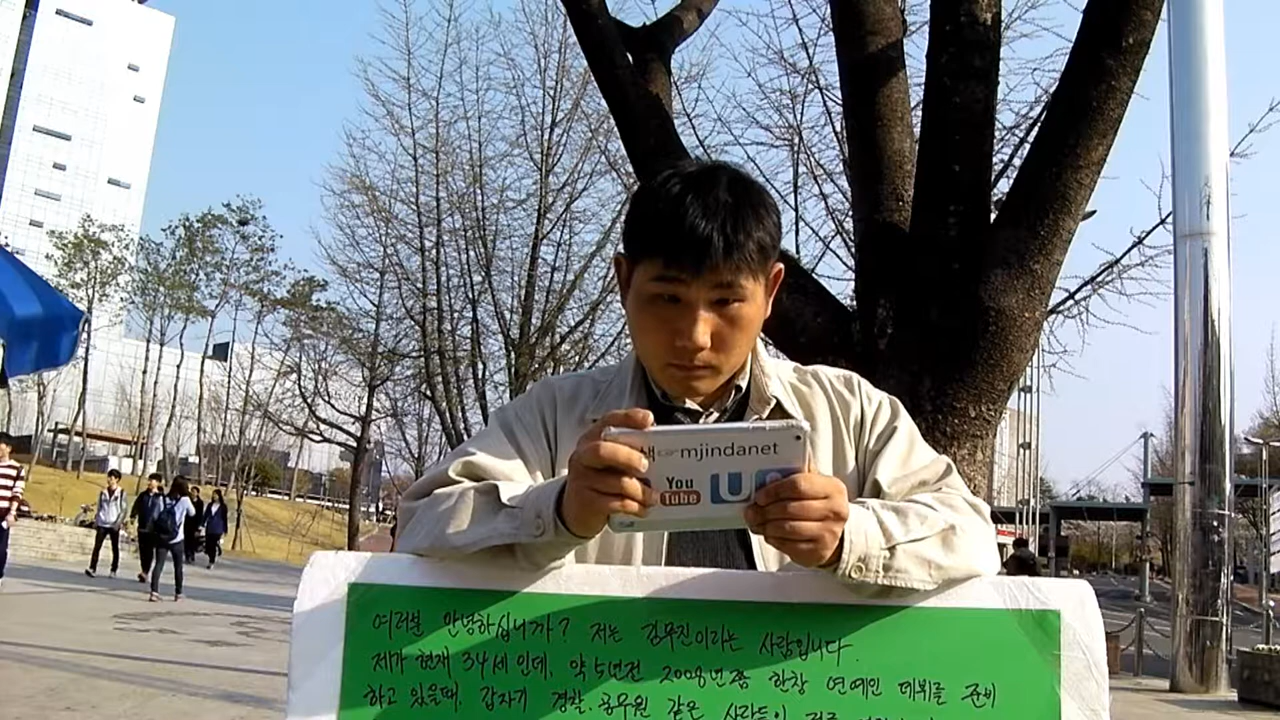 색☞mjindanet
You
Tube
U
여러분 안녕하십니까? 저는 김무진이라는 사람입니다.
제가 현재 34세인데, 약 5년전 2008년쯤 한창 연예인 데뷔를 준비
하고 있을때, 갑자기 경찰.공무원 같은 사람들이